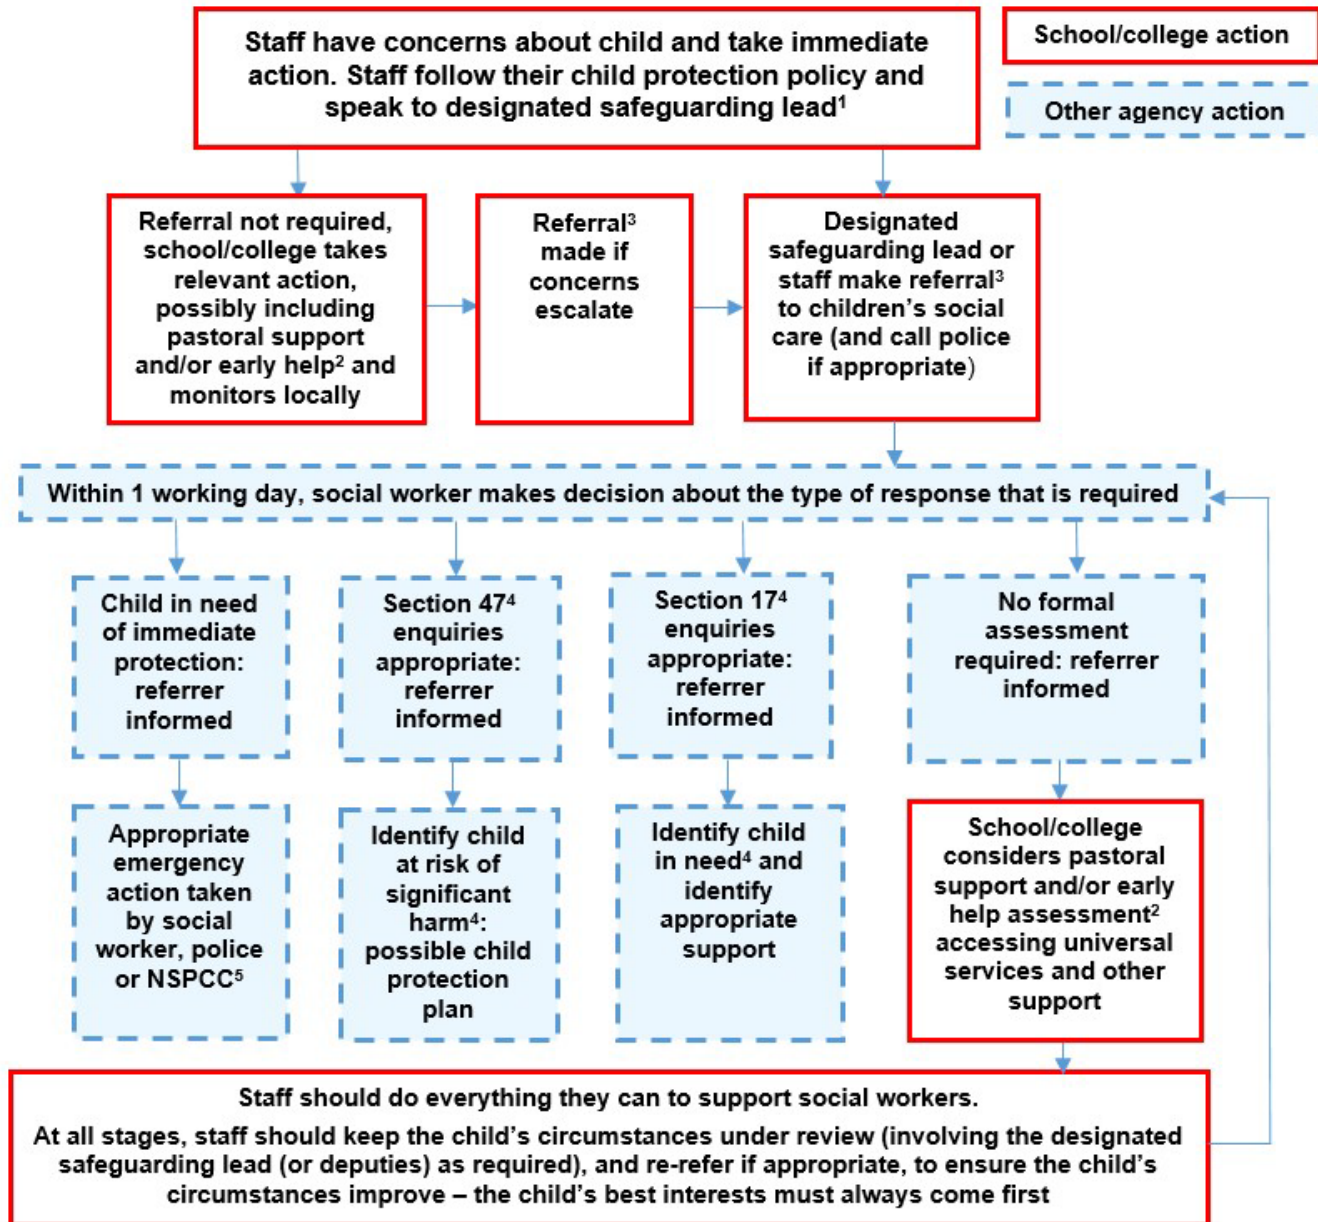 Staff have concerns about child and take immediate
action. Staff follow their child protection policy and
speak to designated safeguarding lead¹
School/college action
Other agency action
Referral not required,
school/college takes
relevant action,
possibly including
pastoral support
and/or early help² and
monitors locally
Referral³
made if
concerns
escalate
Designated
safeguarding lead or
staff make referral³
to children’s social
care (and call police
if appropriate)
Within 1 working day, social worker makes decision about the type of response that is required
Child in need
of immediate
protection:
referrer
informed
Section 47⁴
enquiries
appropriate:
referrer
informed
Section 17⁴
enquiries
appropriate:
referrer
informed
No formal
assessment
required: referrer
informed
Appropriate
emergency
action taken
by social
worker, police
or NSPCC⁵
Identify child
at risk of
significant
harm⁴:
possible child
protection
plan
Identify child
in need⁴ and
identify
appropriate
support
School/college
considers pastoral
support and/or early
help assessment²
accessing universal
services and other
support
Staff should do everything they can to support social workers.
At all stages, staff should keep the child’s circumstances under review (involving the designated
safeguarding lead (or deputies) as required), and re-refer if appropriate, to ensure the child’s
circumstances improve – the child’s best interests must always come first